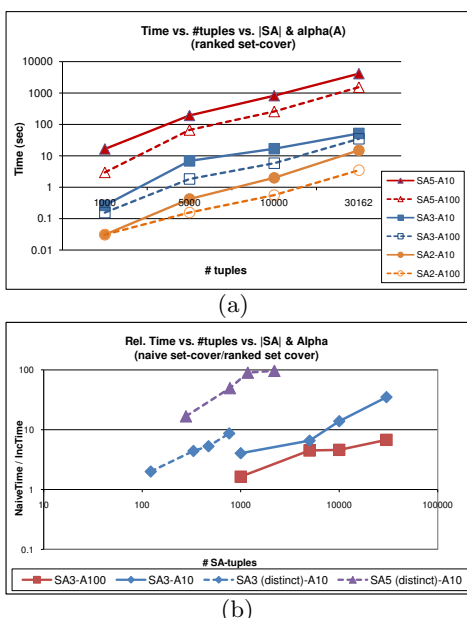 Time vs. #tuples vs. |SA| & alpha(A)
(ranked set-cover)
10000
1000
100
10
1
0.1
0.01
Time (sec)
1000
5000
10000
30162
# tuples
SA5-A10
SA5-A100
SA3-A10
SA3-A100
SA2-A10
SA2-A100
(a)
Rel. Time vs. #tuples vs. |SA| & Alpha
(naive set-cover/ranked set cover)
100
10
1
0.1
NaiveTime / IncTime
10
100
1000
10000
100000
# SA-tuples
SA3-A100
SA3-A10
SA3 (distinct)-A10
SA5 (distinct)-A10
(b)